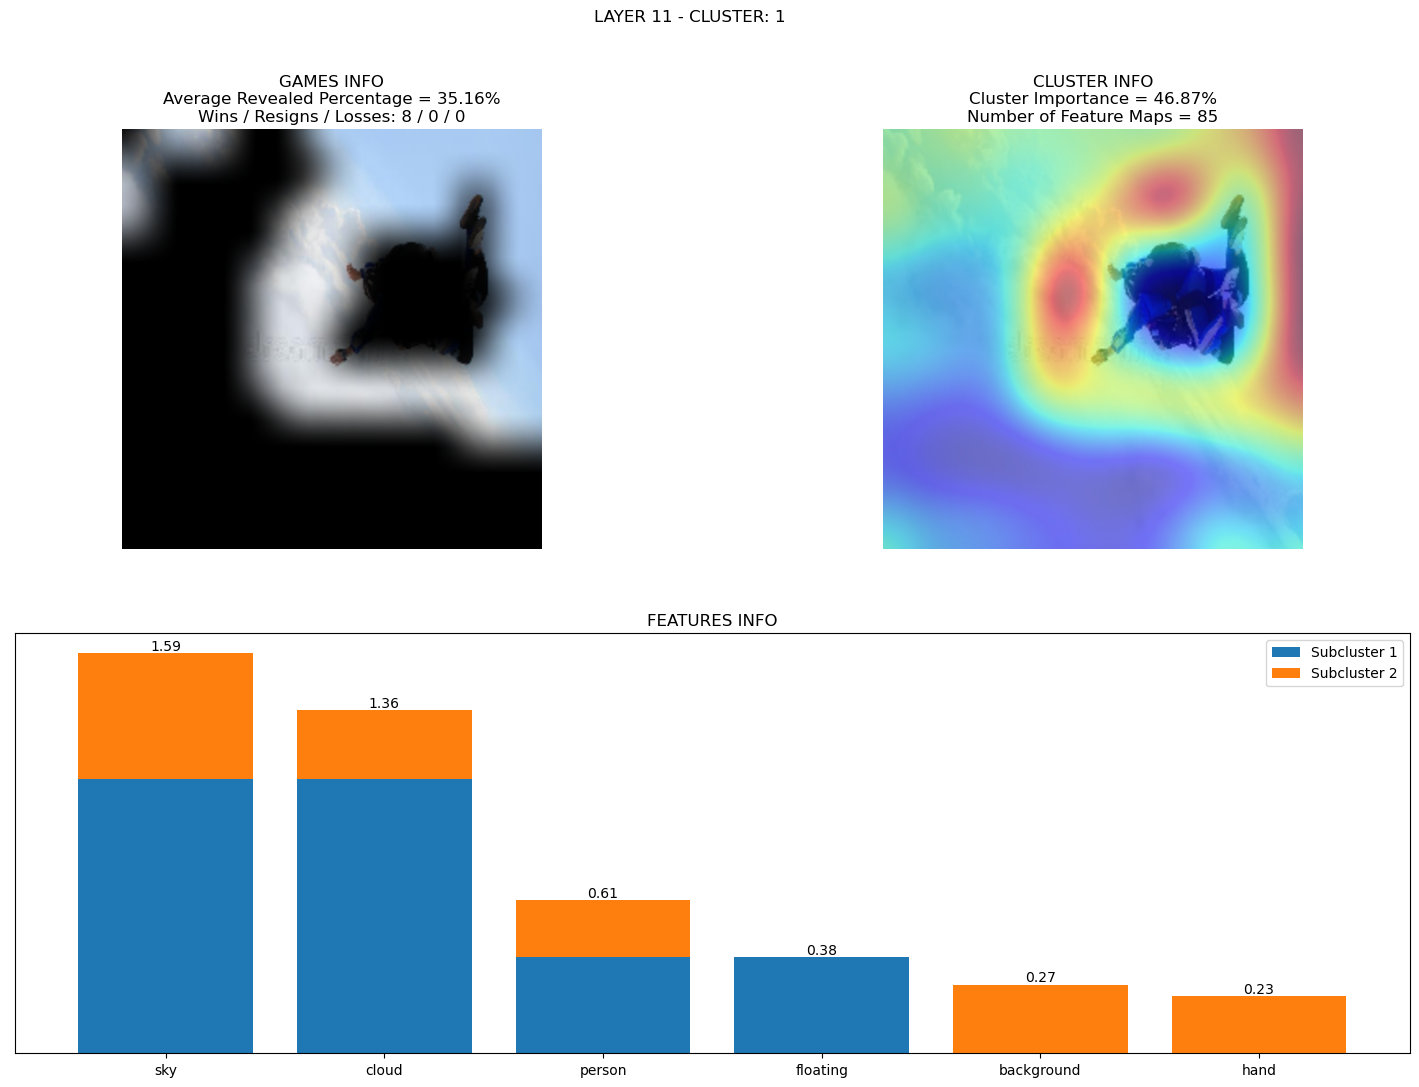 LAYER 11 - CLUSTER: 1
GAMES INFO
Average Revealed Percentage = 35.16%
Wins / Resigns / Losses: 8 / 0 / 0
CLUSTER INFO
Cluster Importance = 46.87%
Number of Feature Maps = 85
FEATURES INFO
1.59
1.36
0.61
0.38
0.27
0.23
Subcluster 1
Subcluster 2
sky
cloud
person
floating
background
hand